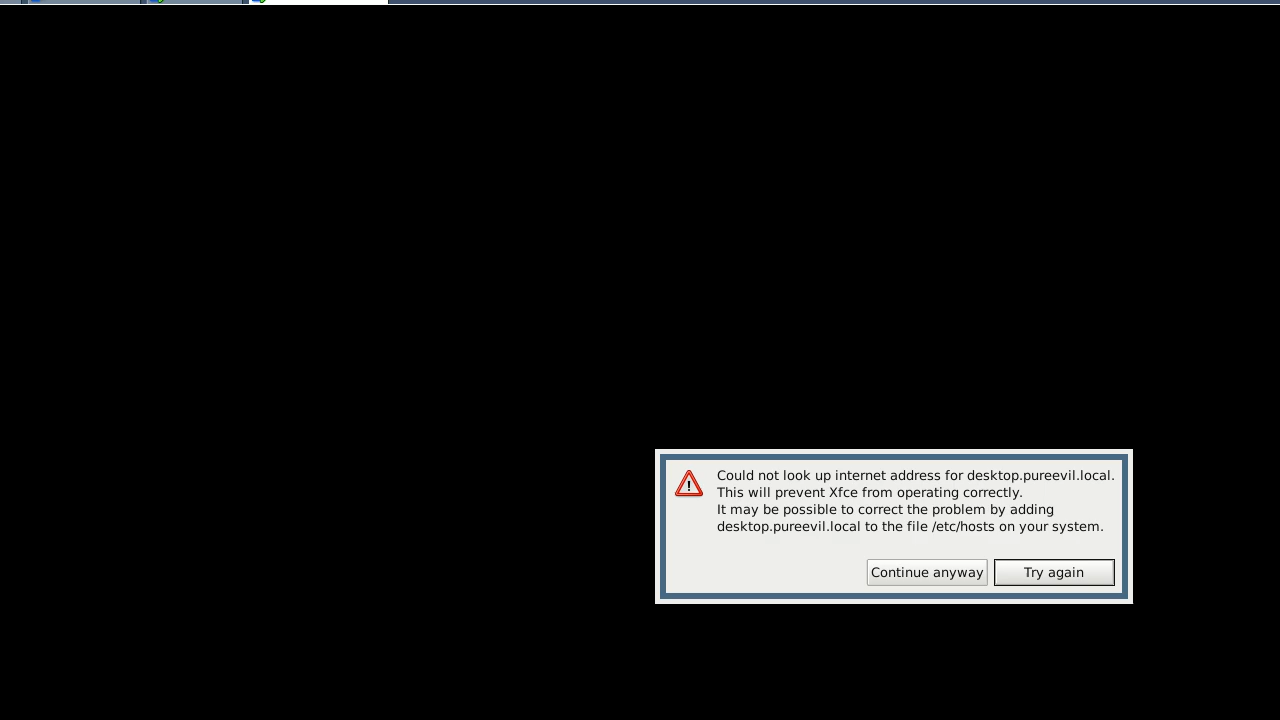 Could not look up internet address for desktop.pureevil.local.
This will prevent Xfce from operating correctly.
It may be possible to correct the problem by adding
desktop.pureevil.local to the file /etc/hosts on your system.
Continue anyway
Try again